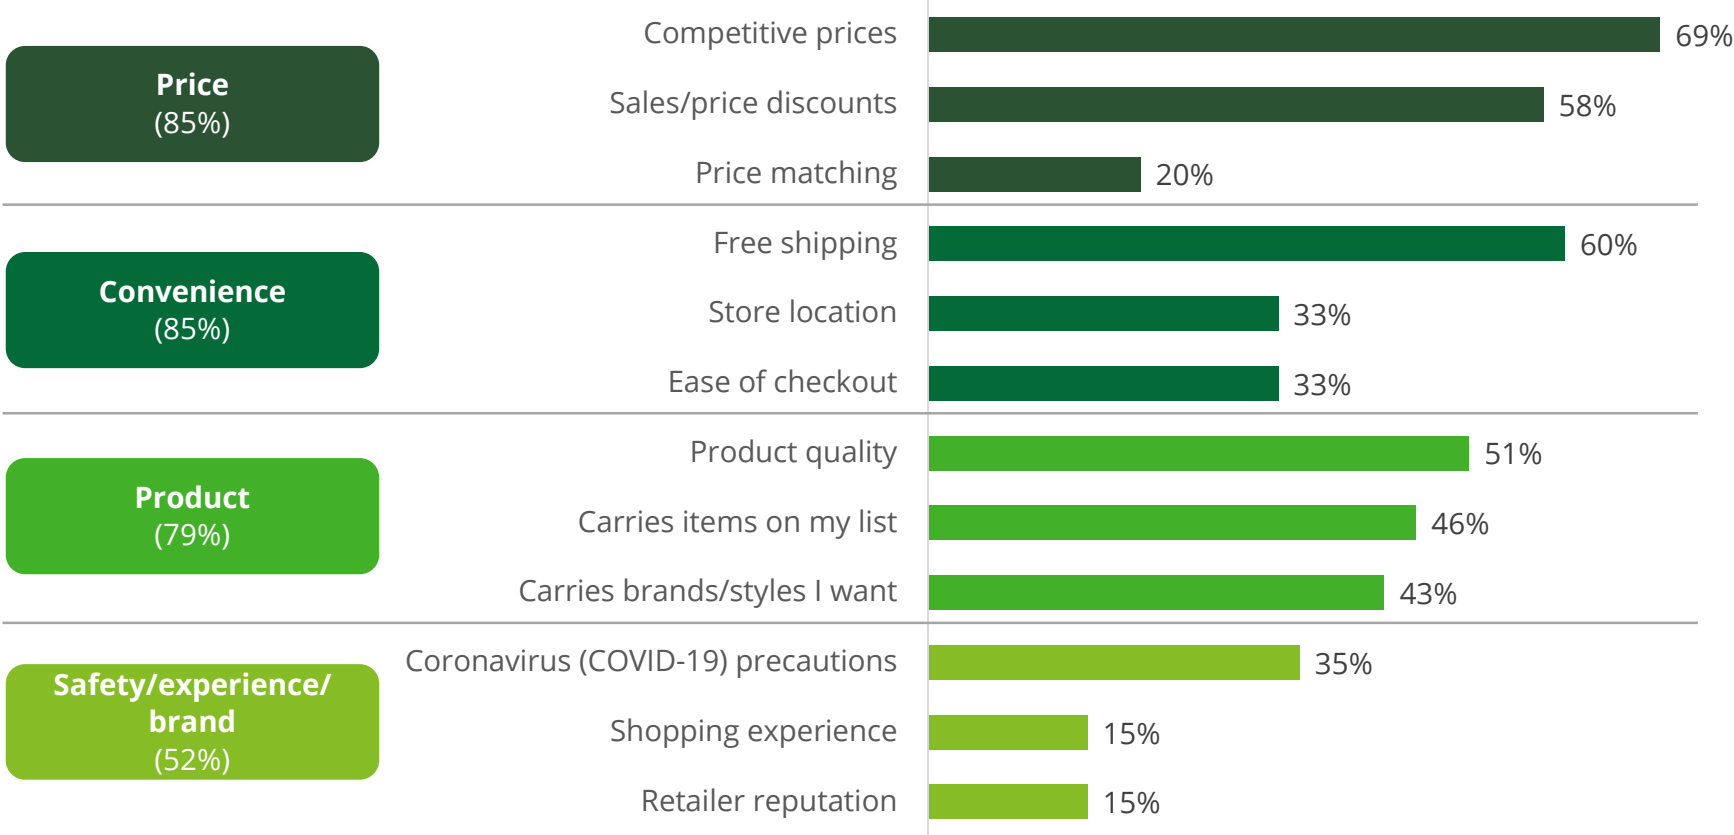 Price
(85%)
Competitive prices 69%
Sales/price discounts 58%
Price matching 20%
Convenience
(85%)
Free shipping 60%
Store location 33%
Ease of checkout 33%
Product
(79%)
Product quality 51%
Carries items on my list 46%
Carries brands/styles I want 43%
Safety/experience/
brand
(52%)
Coronavirus (COVID-19) precautions 35%
Shopping experience 15%
Retailer reputation 15%